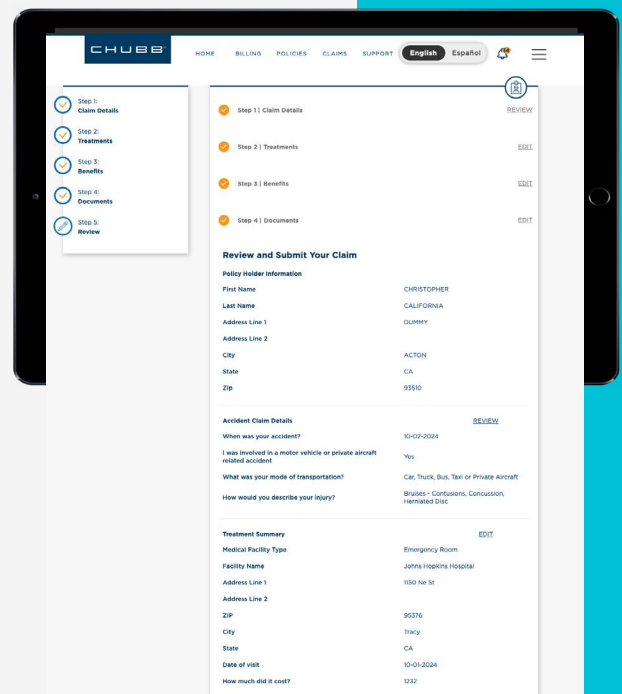 CHUBB
HOME BILLING POLICIES CLAIMS SUPPORT English Español
Step 1:
Claim Details
Step 2:
Treatments
Step 3:
Benefits
Step 4:
Documents
Step 5:
Review
Step 1 | Claim Details REVIEW
Step 2 | Treatments EDIT
Step 3 | Benefits EDIT
Step 4 | Documents EDIT
Review and Submit Your Claim
Policy Holder Information
First Name CHRISTOPHER
Last Name CALIFORNIA
Address Line 1 DUMMY
Address Line 2
City ACTON
State CA
Zip 93510
Accident Claim Details REVIEW
When was your accident? 10-02-2024
I was involved in a motor vehicle or private aircraft
related accident Yes
What was your mode of transportation? Car, Truck, Bus, Taxi or Private Aircraft
How would you describe your injury? Bruises - Contusions, Concussion,
Herniated Disc
Treatment Summary EDIT
Medical Facility Type Emergency Room
Facility Name Johns Hopkins Hospital
Address Line 1 1150 Ne St
Address Line 2
ZIP 95376
City Tracy
State CA
Date of visit 10-01-2024
How much did it cost? 1232